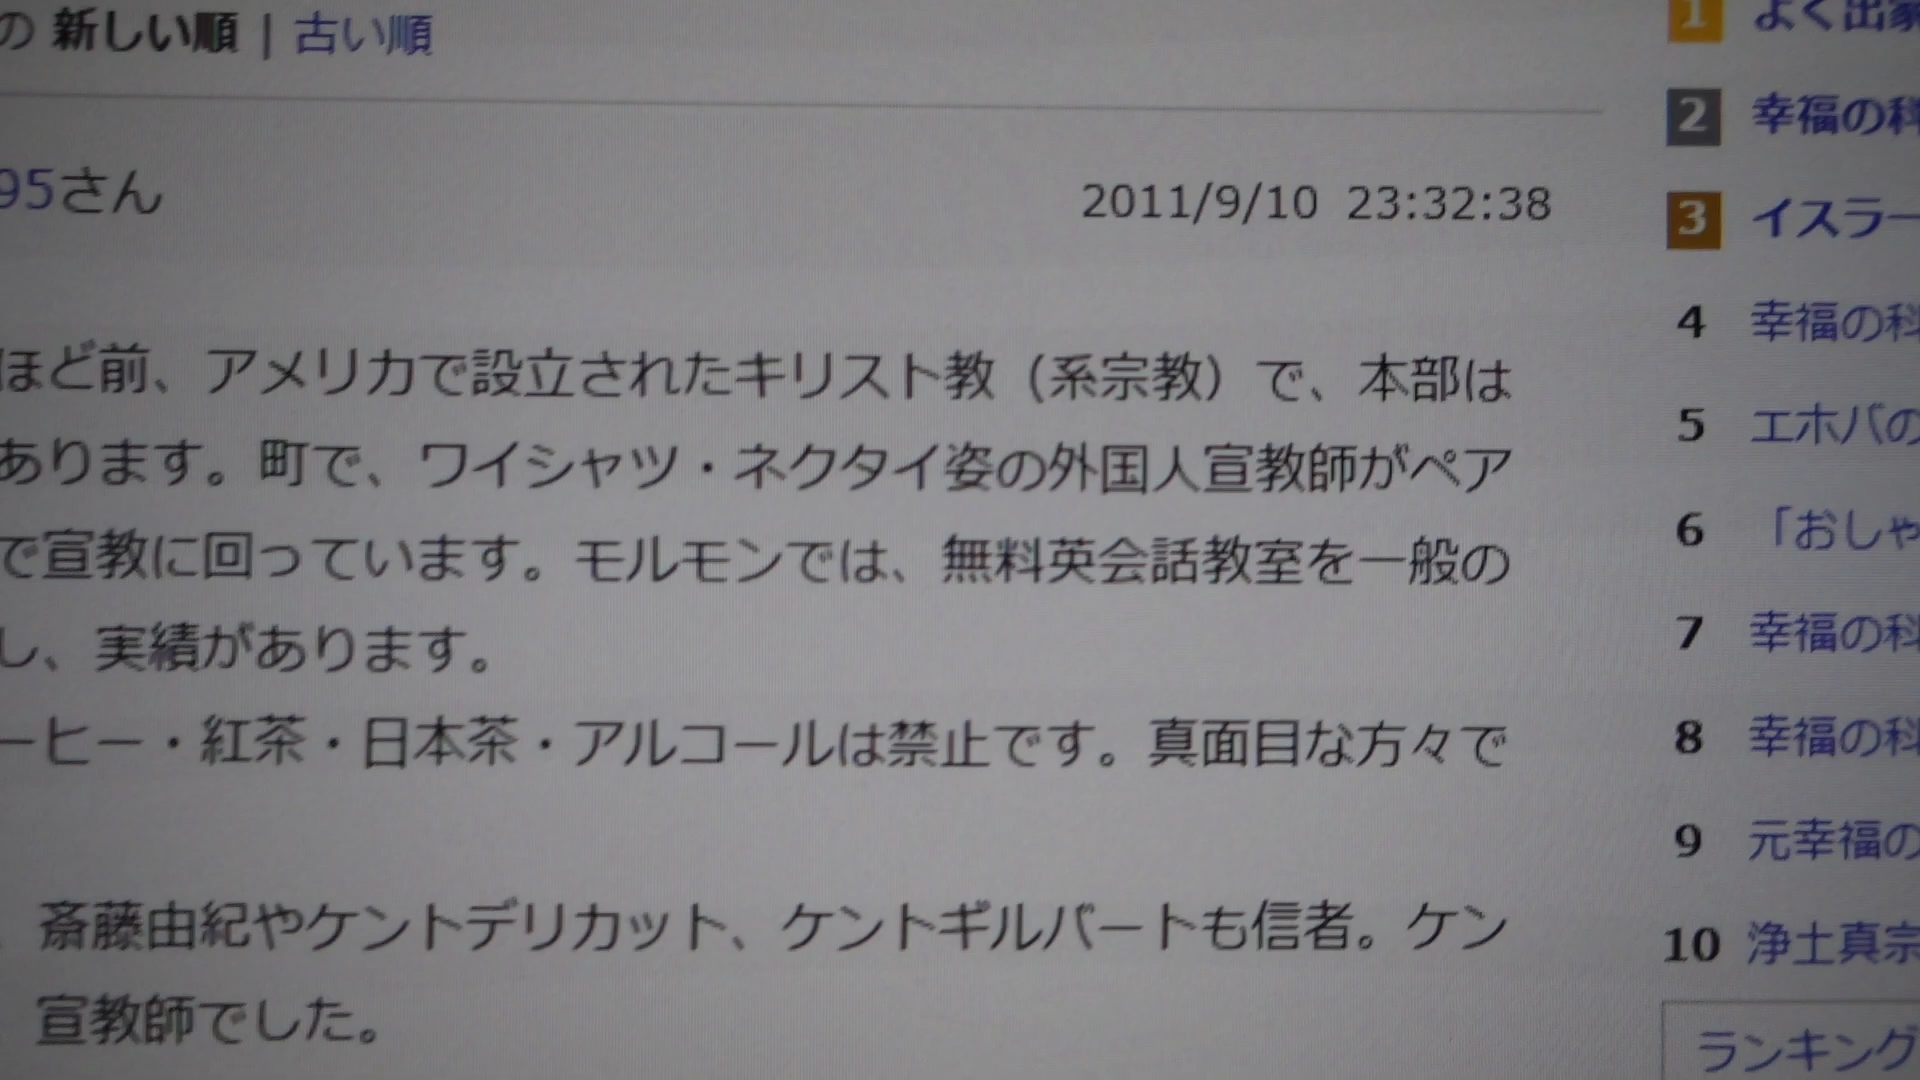 の 新しい順 | 古い順
95さん
2011/9/10 23:32:38
ほど前、アメリカで設立されたキリスト教（系宗教）で、本部は
あります。町で、ワイシャツ・ネクタイ姿の外国人宣教師がペア
で宣教に回っています。モルモンでは、無料英会話教室を一般の
し、実績があります。
ーヒー・紅茶・日本茶・アルコールは禁止です。真面目な方々で
斎藤由紀やケントデリカット、ケントギルバートも信者。ケン
宣教師でした。
1 よく出家
2 幸福の科
3 イスラー
4 幸福の科
5 エホバの
6 「おしゃ
7 幸福の科
8 幸福の科
9 元幸福の
10 浄土真宗
ランキング